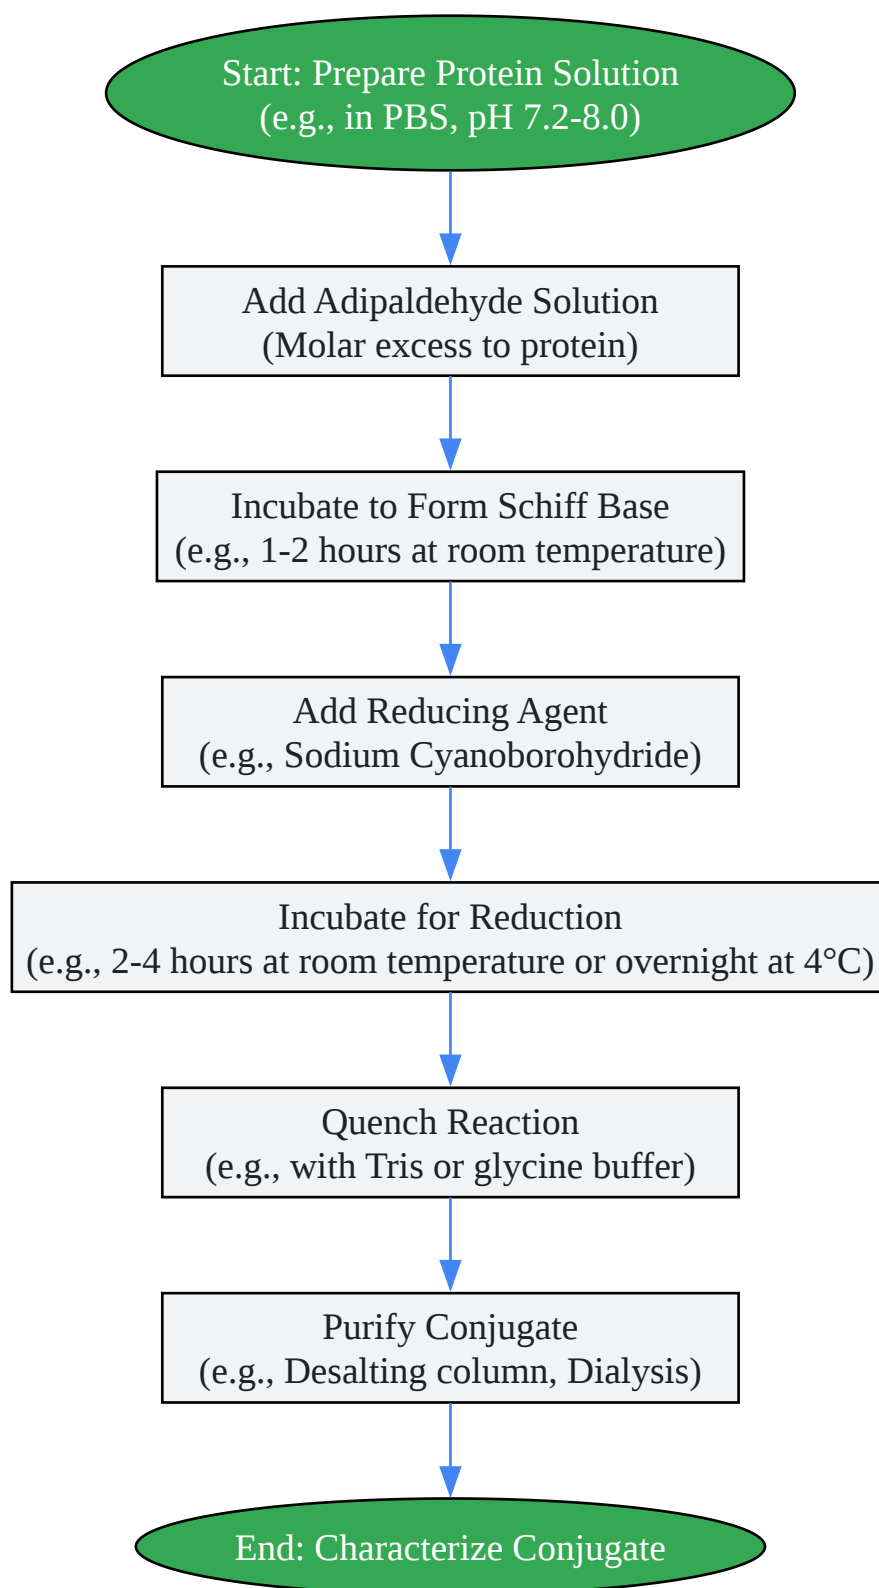 Start: Prepare Protein Solution
(e.g., in PBS, pH 7.2-8.0)
Add Adipaldehyde Solution
(Molar excess to protein)
Incubate to Form Schiff Base
(e.g., 1-2 hours at room temperature)
Add Reducing Agent
(e.g., Sodium Cyanoborohydride)
Incubate for Reduction
(e.g., 2-4 hours at room temperature or overnight at 4°C)
Quench Reaction
(e.g., with Tris or glycine buffer)
Purify Conjugate
(e.g., Desalting column, Dialysis)
End: Characterize Conjugate